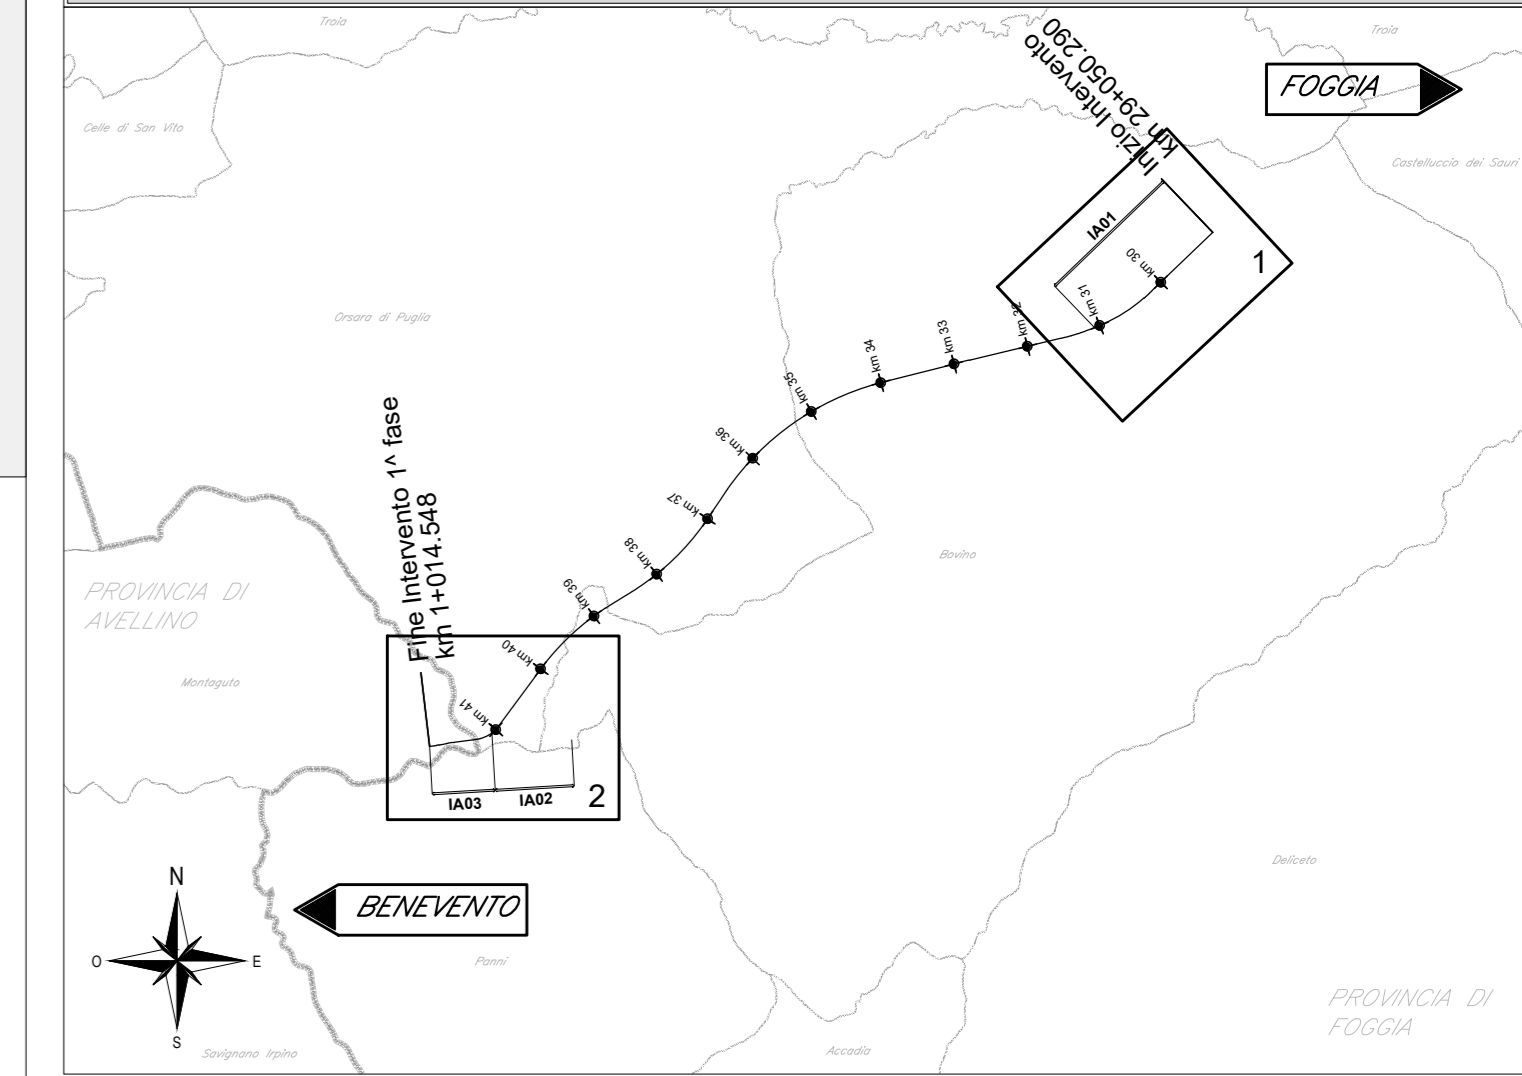 Troia
Troia
Inizio Intervento
km 29+050.290
FOGGIA
Celle di San Vito
Castelluccio dei Sauri
IA01
km 30
1
km 31
km 32
Orsara di Puglia
km 33
km 34
km 35
Fine Intervento 1^ fase
km 1+014.548
km 36
km 37
km 38
Bovino
km 39
PROVINCIA DI
AVELLINO
km 40
Montaguto
km 41
IA03
IA02
2
Deliceto
N
BENEVENTO
O
E
S
Panni
PROVINCIA DI
FOGGIA
Savignano Irpino
Accadia